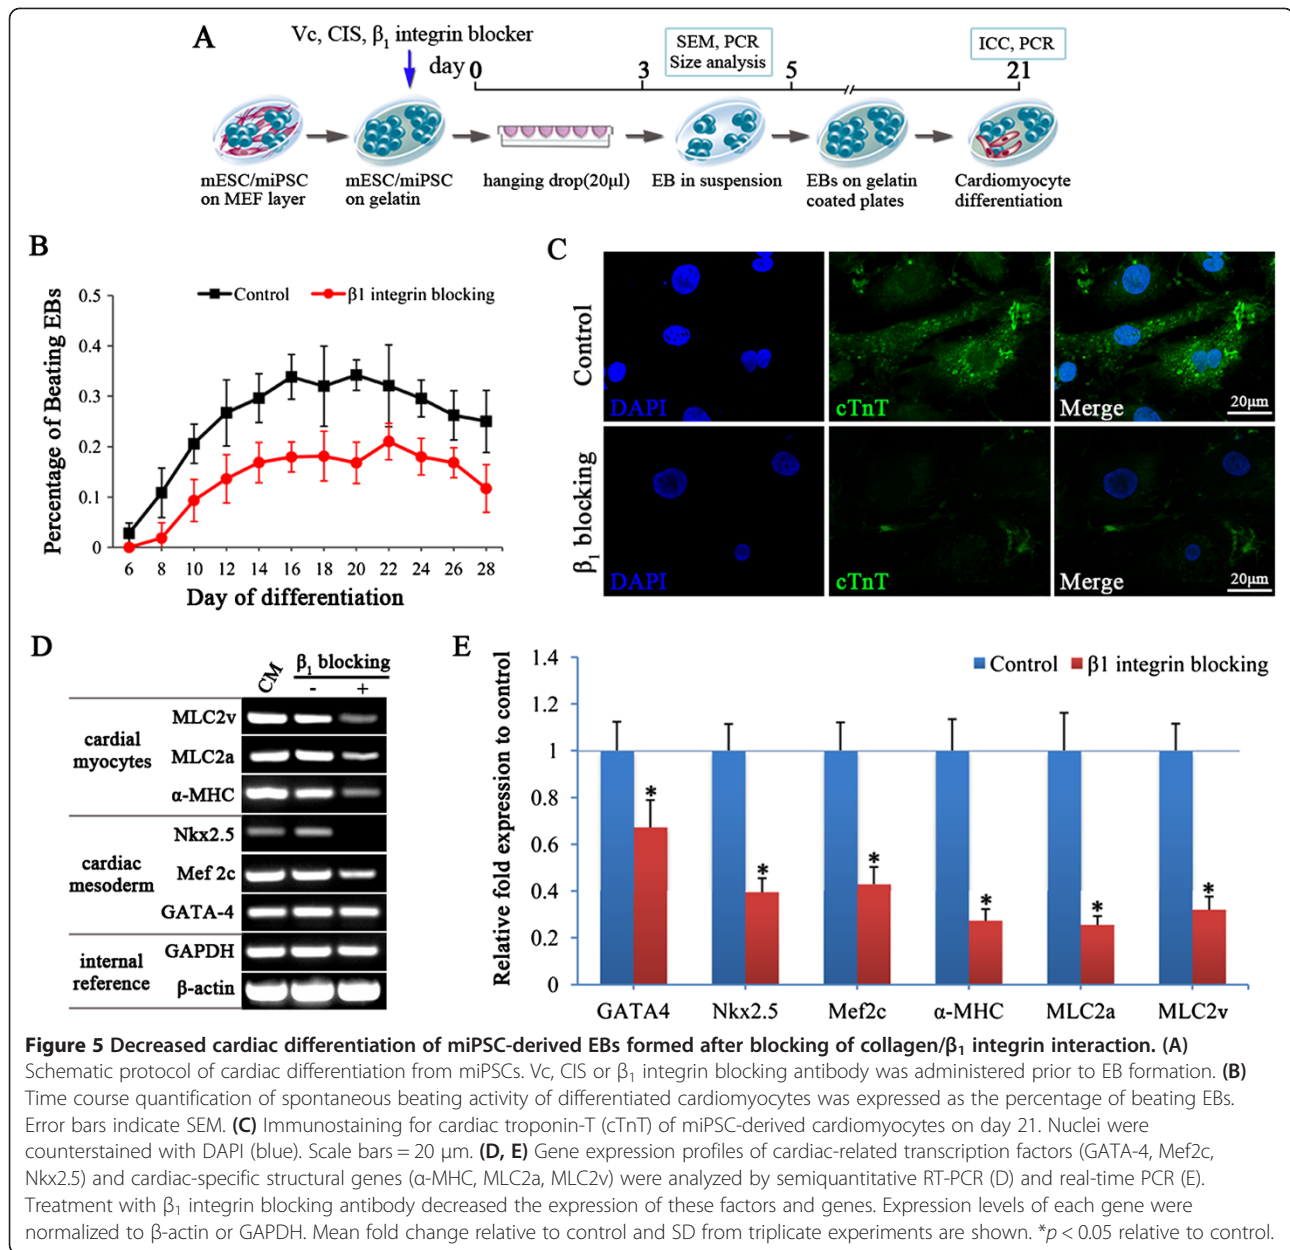 A
Vc, CIS, β1 integrin blocker
day 0 3 5 21
SEM, PCR
Size analysis
ICC, PCR
mESC/miPSC
on MEF layer
mESC/miPSC
on gelatin
hanging drop(20μl)
EB in suspension
EBs on gelatin
coated plates
Cardiomyocyte
differentiation
B
Control
β1 integrin blocking
Percentage of Beating EBs
0.5
0.4
0.3
0.2
0.1
0
6 8 10 12 14 16 18 20 22 24 26 28
Day of differentiation
C
Control
DAPI
cTnT
Merge
20μm
β1 blocking
DAPI
cTnT
Merge
20μm
D
CM
β1 blocking
- +
cardial
myocytes
MLC2v
MLC2a
α-MHC
cardiac
mesoderm
Nkx2.5
Mef 2c
GATA-4
internal
reference
GAPDH
β-actin
E
Control
β1 integrin blocking
Relative fold expression to control
1.4
1.2
1
0.8
0.6
0.4
0.2
0
* * * * * *
GATA4 Nkx2.5 Mef2c α-MHC MLC2a MLC2v
Figure 5 Decreased cardiac differentiation of miPSC-derived EBs formed after blocking of collagen/β1 integrin interaction. (A)
Schematic protocol of cardiac differentiation from miPSCs. Vc, CIS or β1 integrin blocking antibody was administered prior to EB formation. (B)
Time course quantification of spontaneous beating activity of differentiated cardiomyocytes was expressed as the percentage of beating EBs.
Error bars indicate SEM. (C) Immunostaining for cardiac troponin-T (cTnT) of miPSC-derived cardiomyocytes on day 21. Nuclei were
counterstained with DAPI (blue). Scale bars = 20 μm. (D, E) Gene expression profiles of cardiac-related transcription factors (GATA-4, Mef2c,
Nkx2.5) and cardiac-specific structural genes (α-MHC, MLC2a, MLC2v) were analyzed by semiquantitative RT-PCR (D) and real-time PCR (E).
Treatment with β1 integrin blocking antibody decreased the expression of these factors and genes. Expression levels of each gene were
normalized to β-actin or GAPDH. Mean fold change relative to control and SD from triplicate experiments are shown. *p < 0.05 relative to control.